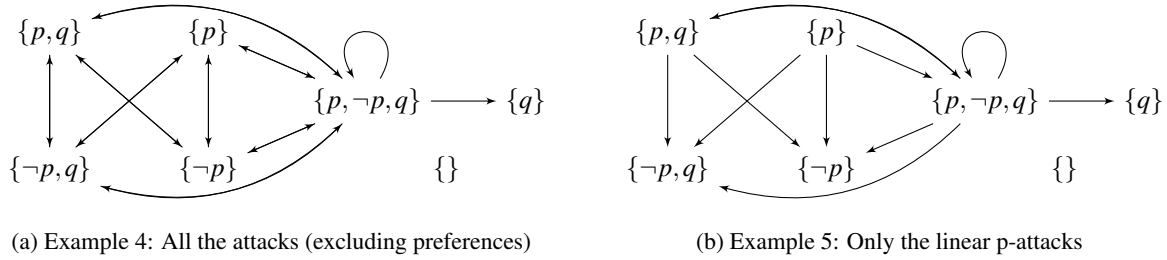 {p,q} {p} {p,q} {p}
{p,¬p,q} {q} {p,¬p,q} {q}
{¬p,q} {¬p} {} {¬p,q} {¬p} {}
(a) Example 4: All the attacks (excluding preferences) (b) Example 5: Only the linear p-attacks